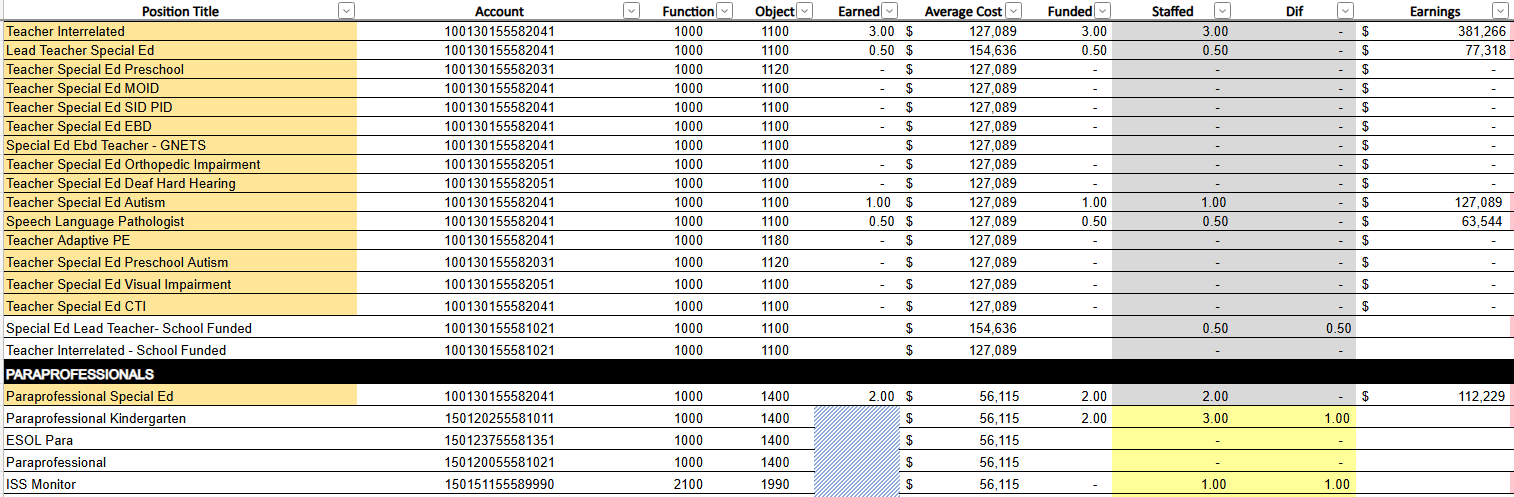 Position Title Account Function Object Earned Average Cost Funded Staffed Dif Earnings
Teacher Interrelated 100130155582041 1000 1100 3.00 $ 127,089 3.00 3.00 - $ 381,266
Lead Teacher Special Ed 100130155582041 1000 1100 0.50 $ 154,636 0.50 0.50 - $ 77,318
Teacher Special Ed Preschool 100130155582031 1000 1120 - $ 127,089 - - - $ -
Teacher Special Ed MOID 100130155582041 1000 1100 - $ 127,089 - - - $ -
Teacher Special Ed SID PID 100130155582041 1000 1100 - $ 127,089 - - - $ -
Teacher Special Ed EBD 100130155582041 1000 1100 - $ 127,089 - - - $ -
Special Ed Ebd Teacher - GNETS 100130155582041 1000 1100 $ 127,089 - - $ -
Teacher Special Ed Orthopedic Impairment 100130155582051 1000 1100 - $ 127,089 - - - $ -
Teacher Special Ed Deaf Hard Hearing 100130155582051 1000 1100 - $ 127,089 - - - $ -
Teacher Special Ed Autism 100130155582041 1000 1100 1.00 $ 127,089 1.00 1.00 - $ 127,089
Speech Language Pathologist 100130155582041 1000 1100 0.50 $ 127,089 0.50 0.50 - $ 63,544
Teacher Adaptive PE 100130155582041 1000 1180 - $ 127,089 - - - $ -
Teacher Special Ed Preschool Autism 100130155582031 1000 1120 - $ 127,089 - - - $ -
Teacher Special Ed Visual Impairment 100130155582051 1000 1100 - $ 127,089 - - - $ -
Teacher Special Ed CTI 100130155582041 1000 1100 - $ 127,089 - - - $ -
Special Ed Lead Teacher- School Funded 100130155581021 1000 1100 $ 154,636 0.50 0.50
Teacher Interrelated - School Funded 100130155581021 1000 1100 $ 127,089 - -
PARAPROFESSIONALS
Paraprofessional Special Ed 100130155582041 1000 1400 2.00 $ 56,115 2.00 2.00 - $ 112,229
Paraprofessional Kindergarten 150120255581011 1000 1400 $ 56,115 2.00 3.00 1.00
ESOL Para 150123755581351 1000 1400 $ 56,115 - -
Paraprofessional 150120055581021 1000 1400 $ 56,115 - -
ISS Monitor 150151155589990 2100 1990 $ 56,115 - 1.00 1.00